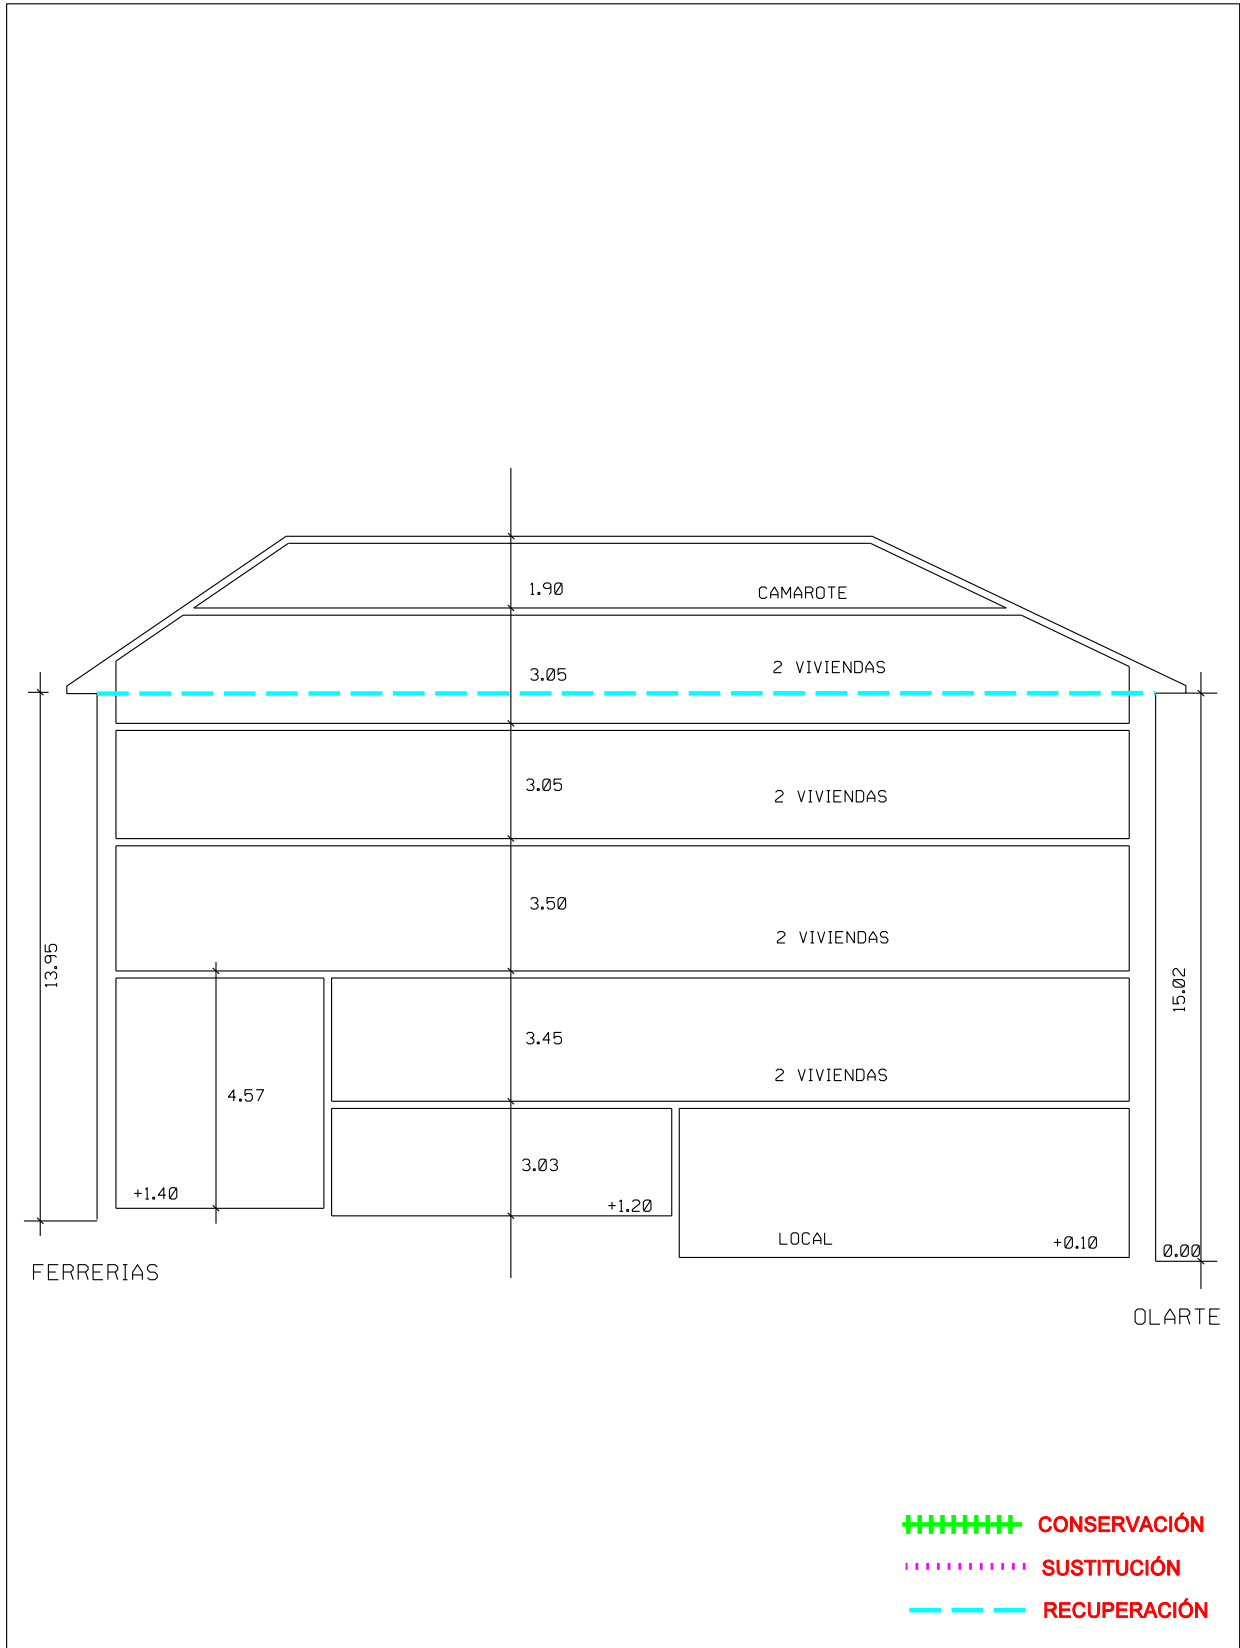 1.90
CAMAROTE
3.05
2 VIVIENDAS
3.05
2 VIVIENDAS
3.50
2 VIVIENDAS
13.95
15.02
3.45
2 VIVIENDAS
4.57
3.03
+1.40
+1.20
LOCAL
+0.10
0.00
FERRERIAS
OLARTE
CONSERVACIÓN
SUSTITUCIÓN
RECUPERACIÓN